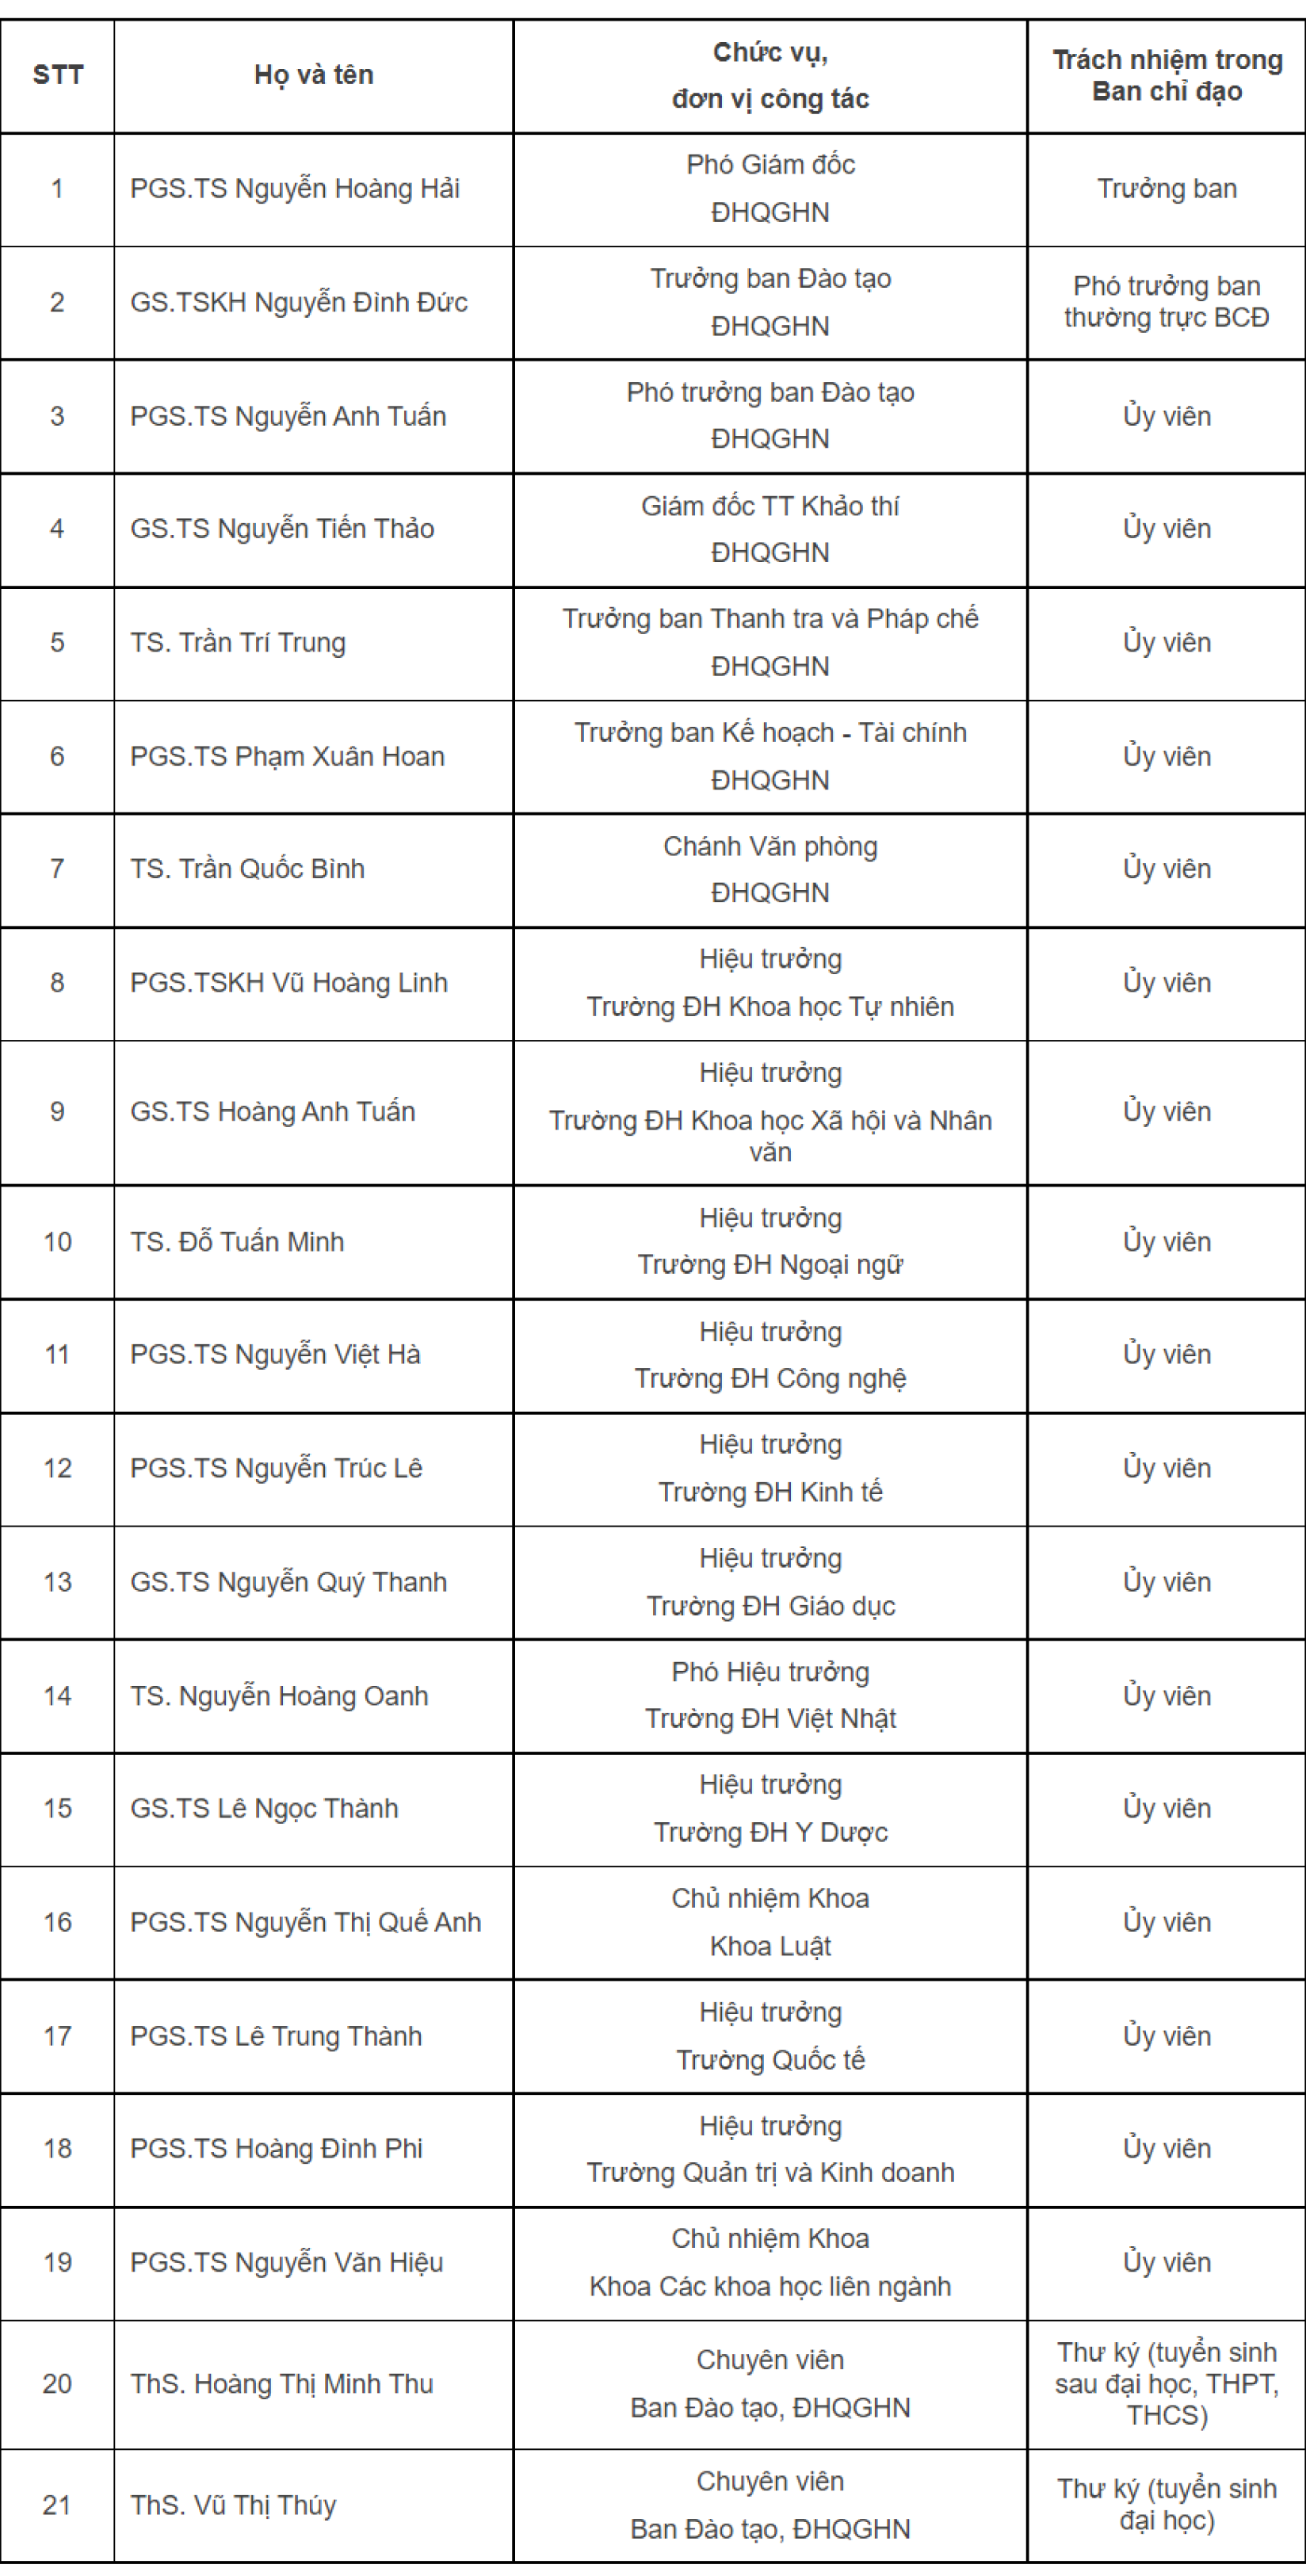 STT
Họ và tên
Chức vụ,
đơn vị công tác
Trách nhiệm trong
Ban chỉ đạo
1
PGS.TS Nguyễn Hoàng Hải
Phó Giám đốc
ĐHQGHN
Trưởng ban
2
GS.TSKH Nguyễn Đình Đức
Trưởng ban Đào tạo
ĐHQGHN
Phó trưởng ban
thường trực BCĐ
3
PGS.TS Nguyễn Anh Tuấn
Phó trưởng ban Đào tạo
ĐHQGHN
Ủy viên
4
GS.TS Nguyễn Tiến Thảo
Giám đốc TT Khảo thí
ĐHQGHN
Ủy viên
5
TS. Trần Trí Trung
Trưởng ban Thanh tra và Pháp chế
ĐHQGHN
Ủy viên
6
PGS.TS Phạm Xuân Hoan
Trưởng ban Kế hoạch - Tài chính
ĐHQGHN
Ủy viên
7
TS. Trần Quốc Bình
Chánh Văn phòng
ĐHQGHN
Ủy viên
8
PGS.TSKH Vũ Hoàng Linh
Hiệu trưởng
Trường ĐH Khoa học Tự nhiên
Ủy viên
9
GS.TS Hoàng Anh Tuấn
Hiệu trưởng
Trường ĐH Khoa học Xã hội và Nhân
văn
Ủy viên
10
TS. Đỗ Tuấn Minh
Hiệu trưởng
Trường ĐH Ngoại ngữ
Ủy viên
11
PGS.TS Nguyễn Việt Hà
Hiệu trưởng
Trường ĐH Công nghệ
Ủy viên
12
PGS.TS Nguyễn Trúc Lê
Hiệu trưởng
Trường ĐH Kinh tế
Ủy viên
13
GS.TS Nguyễn Quý Thanh
Hiệu trưởng
Trường ĐH Giáo dục
Ủy viên
14
TS. Nguyễn Hoàng Oanh
Phó Hiệu trưởng
Trường ĐH Việt Nhật
Ủy viên
15
GS.TS Lê Ngọc Thành
Hiệu trưởng
Trường ĐH Y Dược
Ủy viên
16
PGS.TS Nguyễn Thị Quế Anh
Chủ nhiệm Khoa
Khoa Luật
Ủy viên
17
PGS.TS Lê Trung Thành
Hiệu trưởng
Trường Quốc tế
Ủy viên
18
PGS.TS Hoàng Đình Phi
Hiệu trưởng
Trường Quản trị và Kinh doanh
Ủy viên
19
PGS.TS Nguyễn Văn Hiệu
Chủ nhiệm Khoa
Khoa Các khoa học liên ngành
Ủy viên
20
ThS. Hoàng Thị Minh Thu
Chuyên viên
Ban Đào tạo, ĐHQGHN
Thư ký (tuyển sinh
sau đại học, THPT,
THCS)
21
ThS. Vũ Thị Thúy
Chuyên viên
Ban Đào tạo, ĐHQGHN
Thư ký (tuyển sinh
đại học)